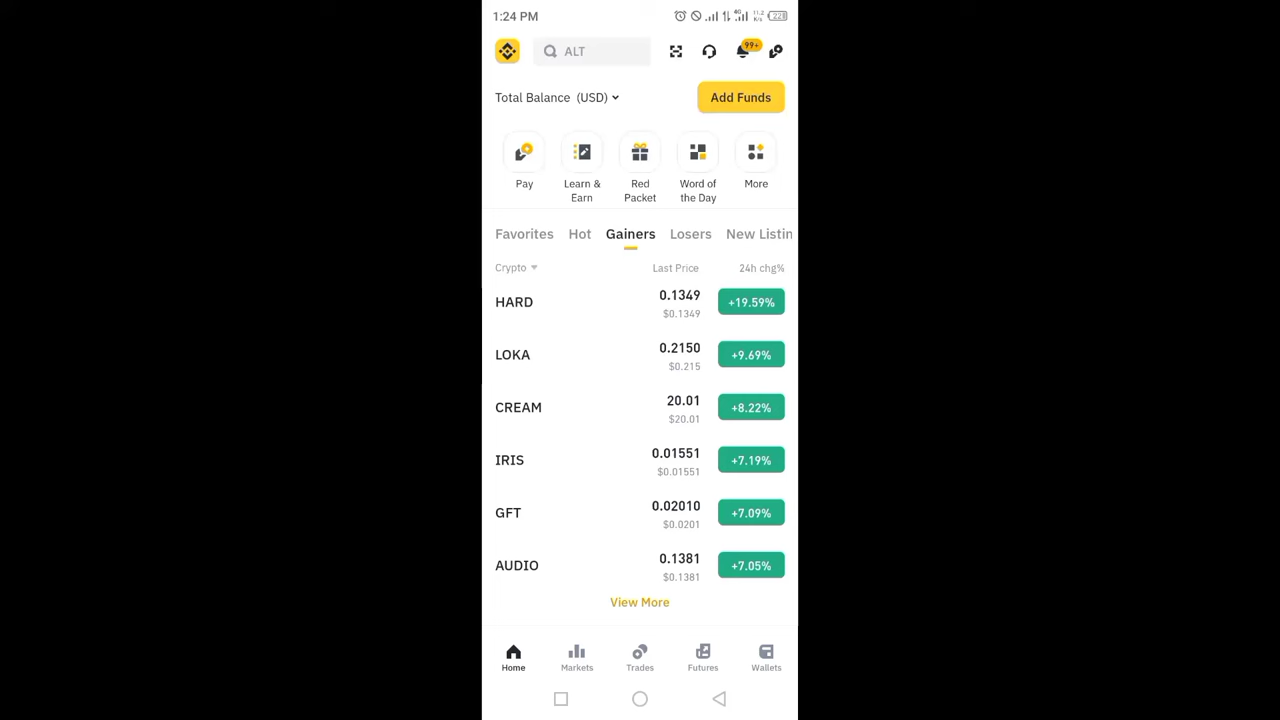 1:24 PM
4G
ALT
99+
Total Balance (USD)
Add Funds
Pay
Learn &
Earn
Red
Packet
Word of
the Day
More
Favorites Hot Gainers Losers New Listin
Crypto Last Price 24h chg%
HARD 0.1349 +19.59%
$0.1349
LOKA 0.2150 +9.69%
$0.215
CREAM 20.01 +8.22%
$20.01
IRIS 0.01551 +7.19%
$0.01551
GFT 0.02010 +7.09%
$0.0201
AUDIO 0.1381 +7.05%
$0.1381
View More
Home Markets Trades Futures Wallets